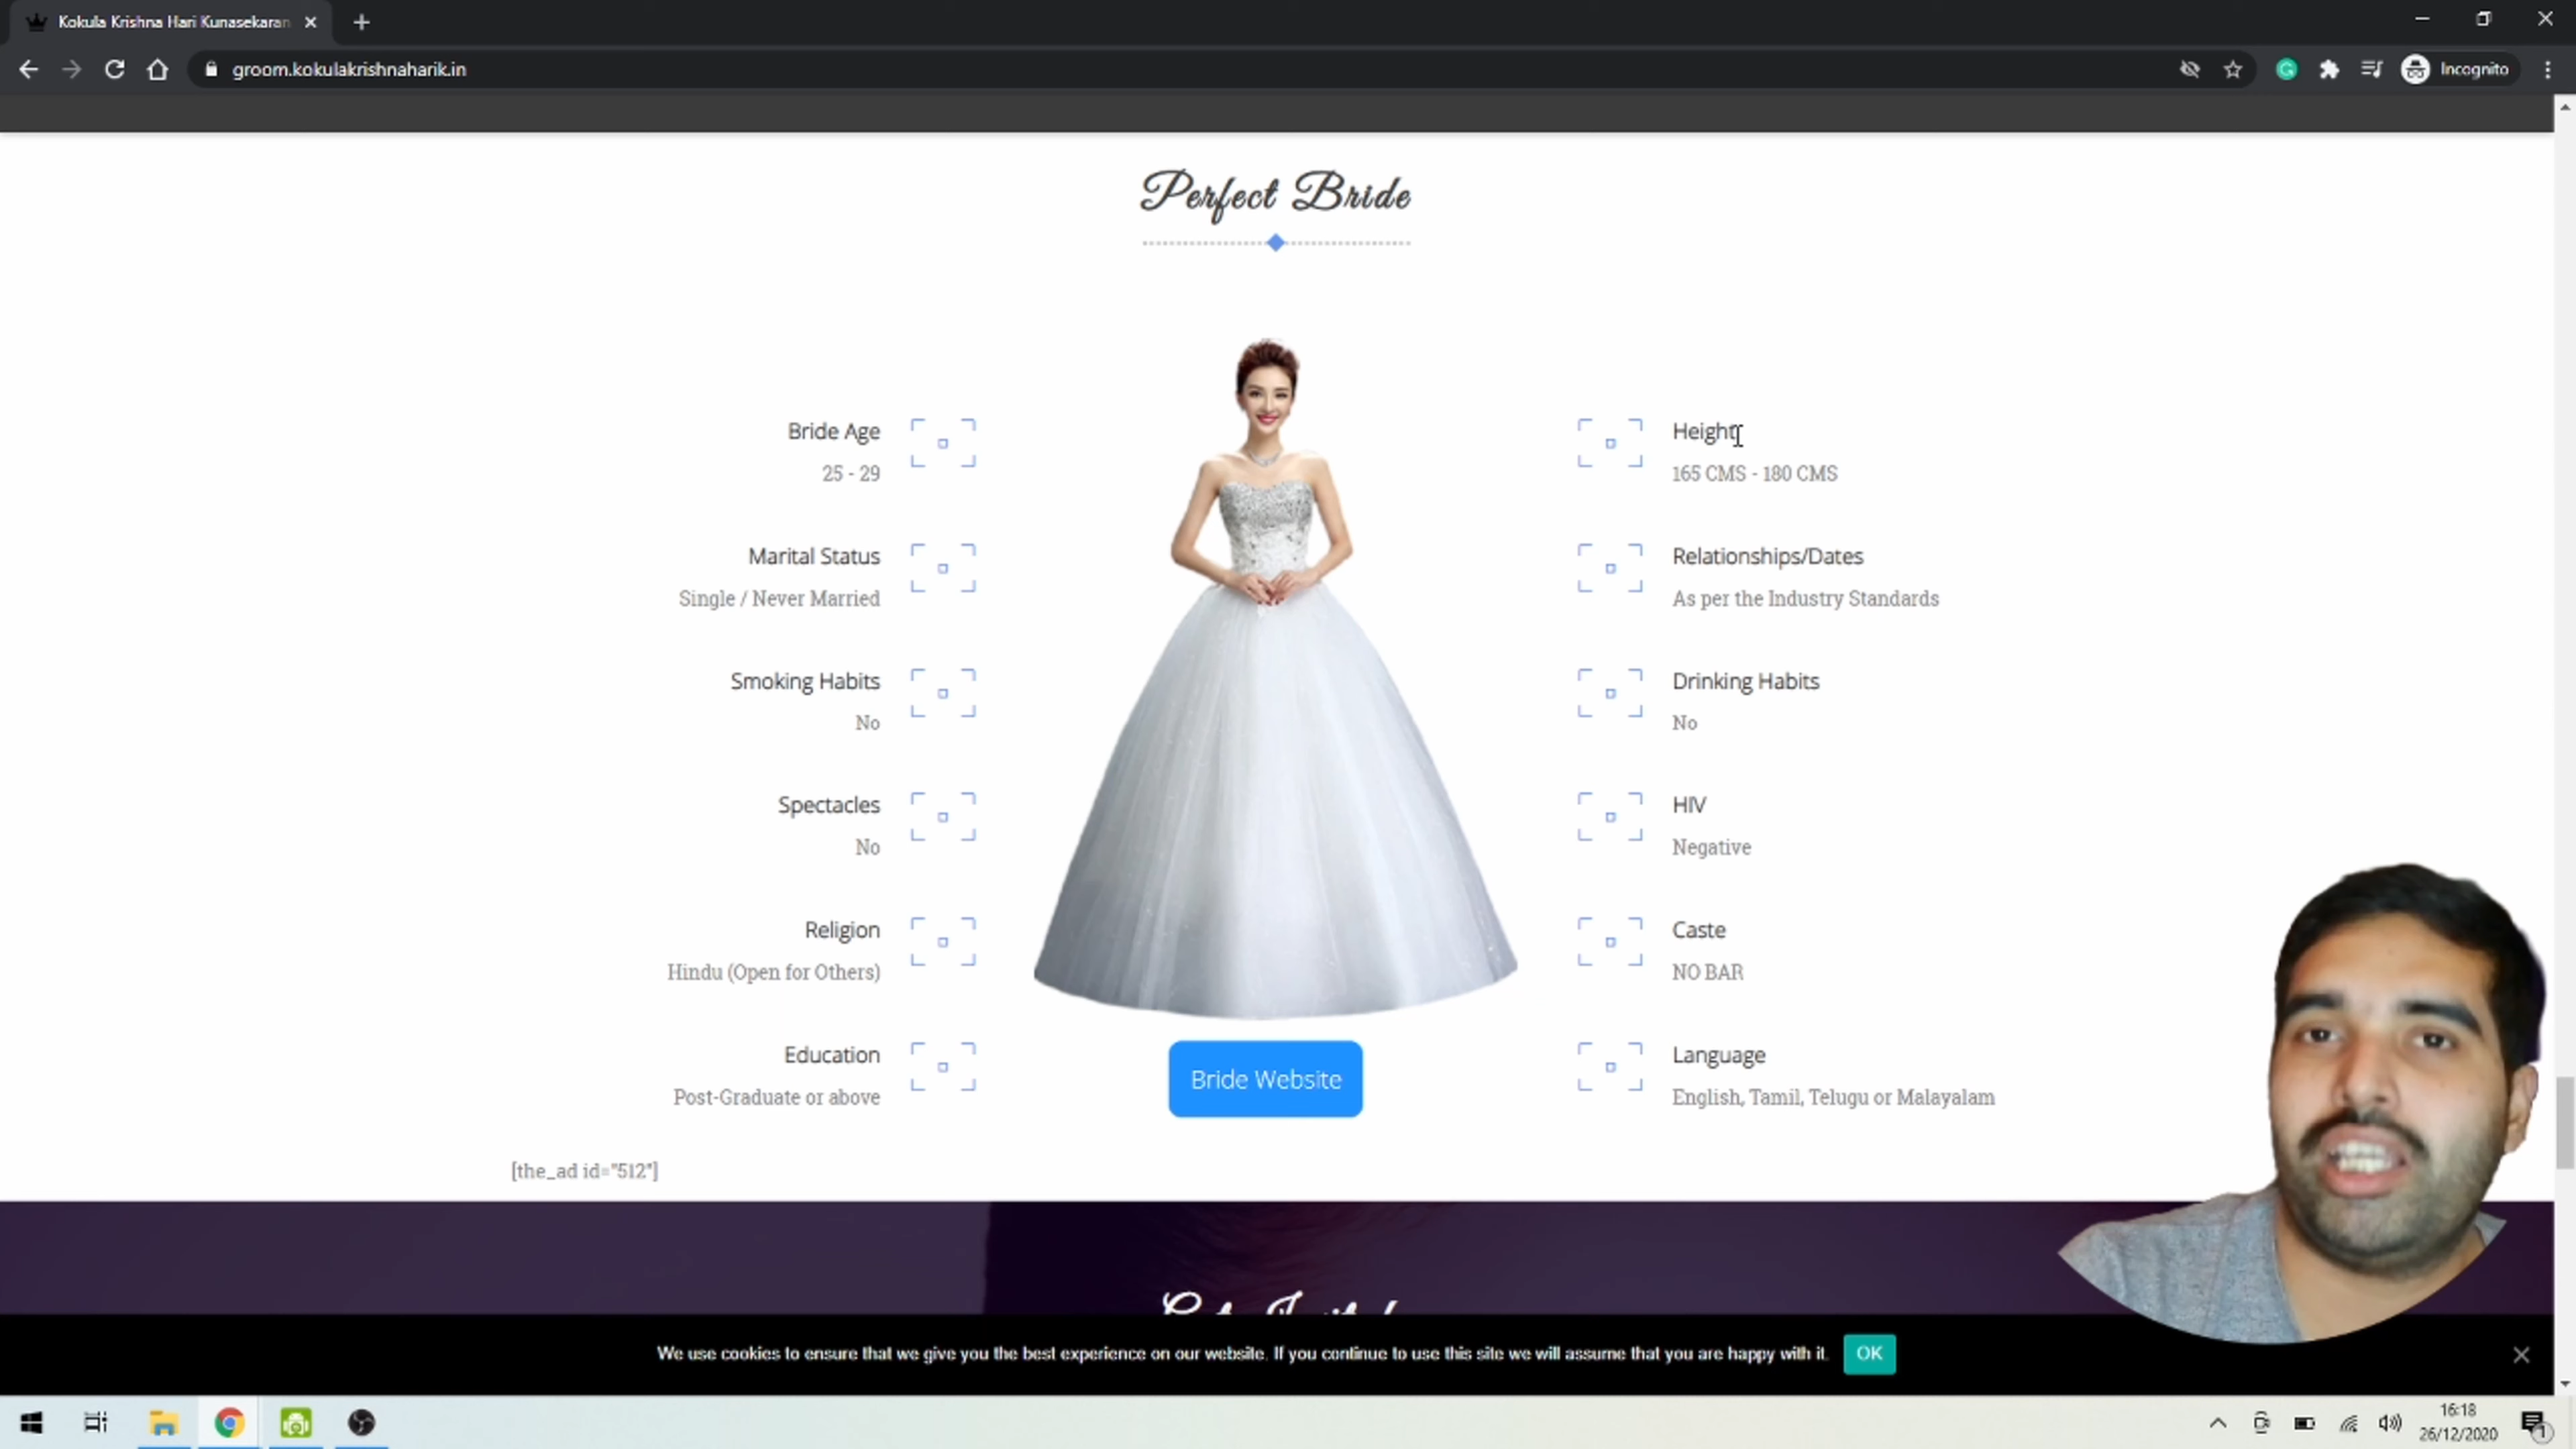 Kokula Krishna Hari Kunasekaran
groom.kokulakrishnaharik.in
Incognito
Perfect Bride
Bride Age
25 - 29
Marital Status
Single / Never Married
Smoking Habits
No
Spectacles
No
Religion
Hindu (Open for Others)
Education
Post-Graduate or above
Height
165 CMS - 180 CMS
Relationships/Dates
As per the Industry Standards
Drinking Habits
No
HIV
Negative
Caste
NO BAR
Language
English, Tamil, Telugu or Malayalam
Bride Website
[the_ad id="512"]
We use cookies to ensure that we give you the best experience on our website. If you continue to use this site we will assume that you are happy with it.
OK
16:18
26/12/2020
1